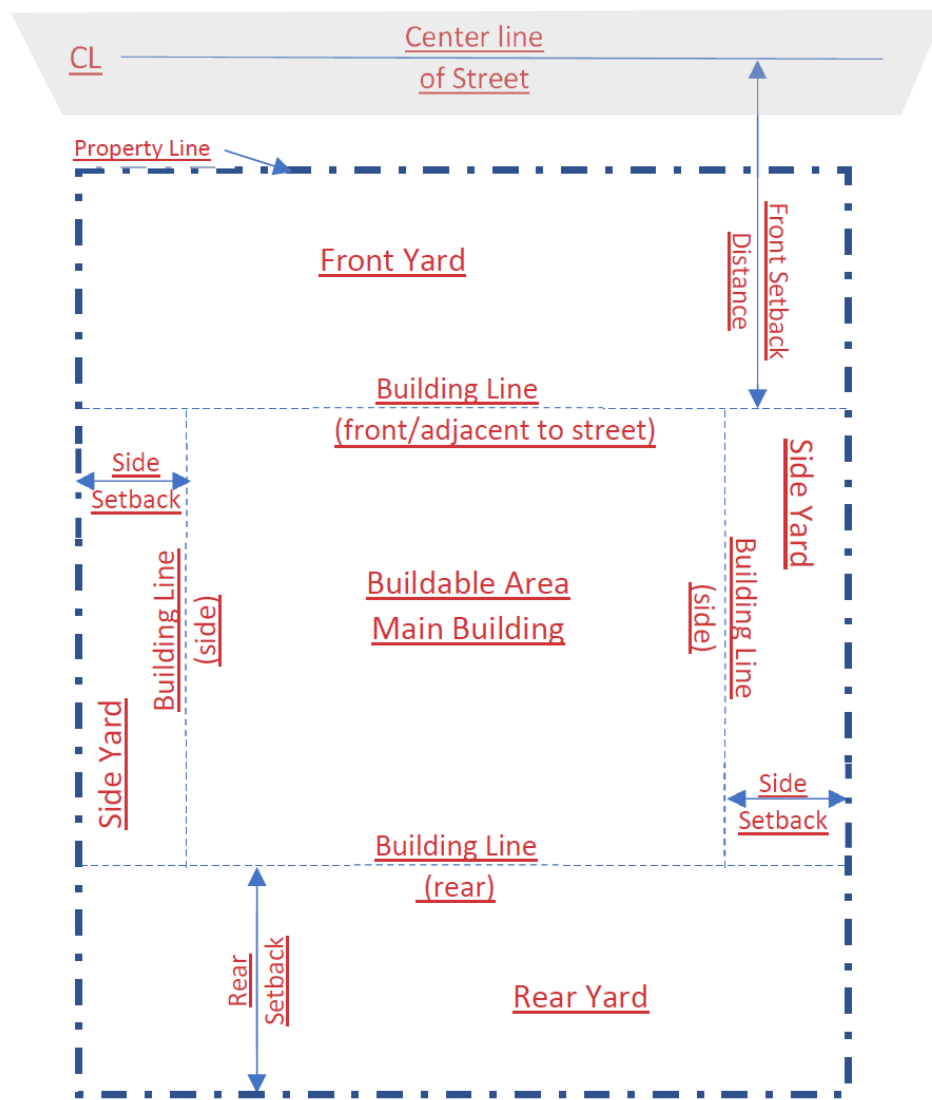 Center line
CL
of Street
Property Line
Front Yard
Front Setback
Distance
Building Line
(front/adjacent to street)
Side
Setback
Side Yard
Building Line
(side)
Buildable Area
Main Building
Building Line
(side)
Side Yard
Side
Setback
Building Line
(rear)
Rear
Setback
Rear Yard